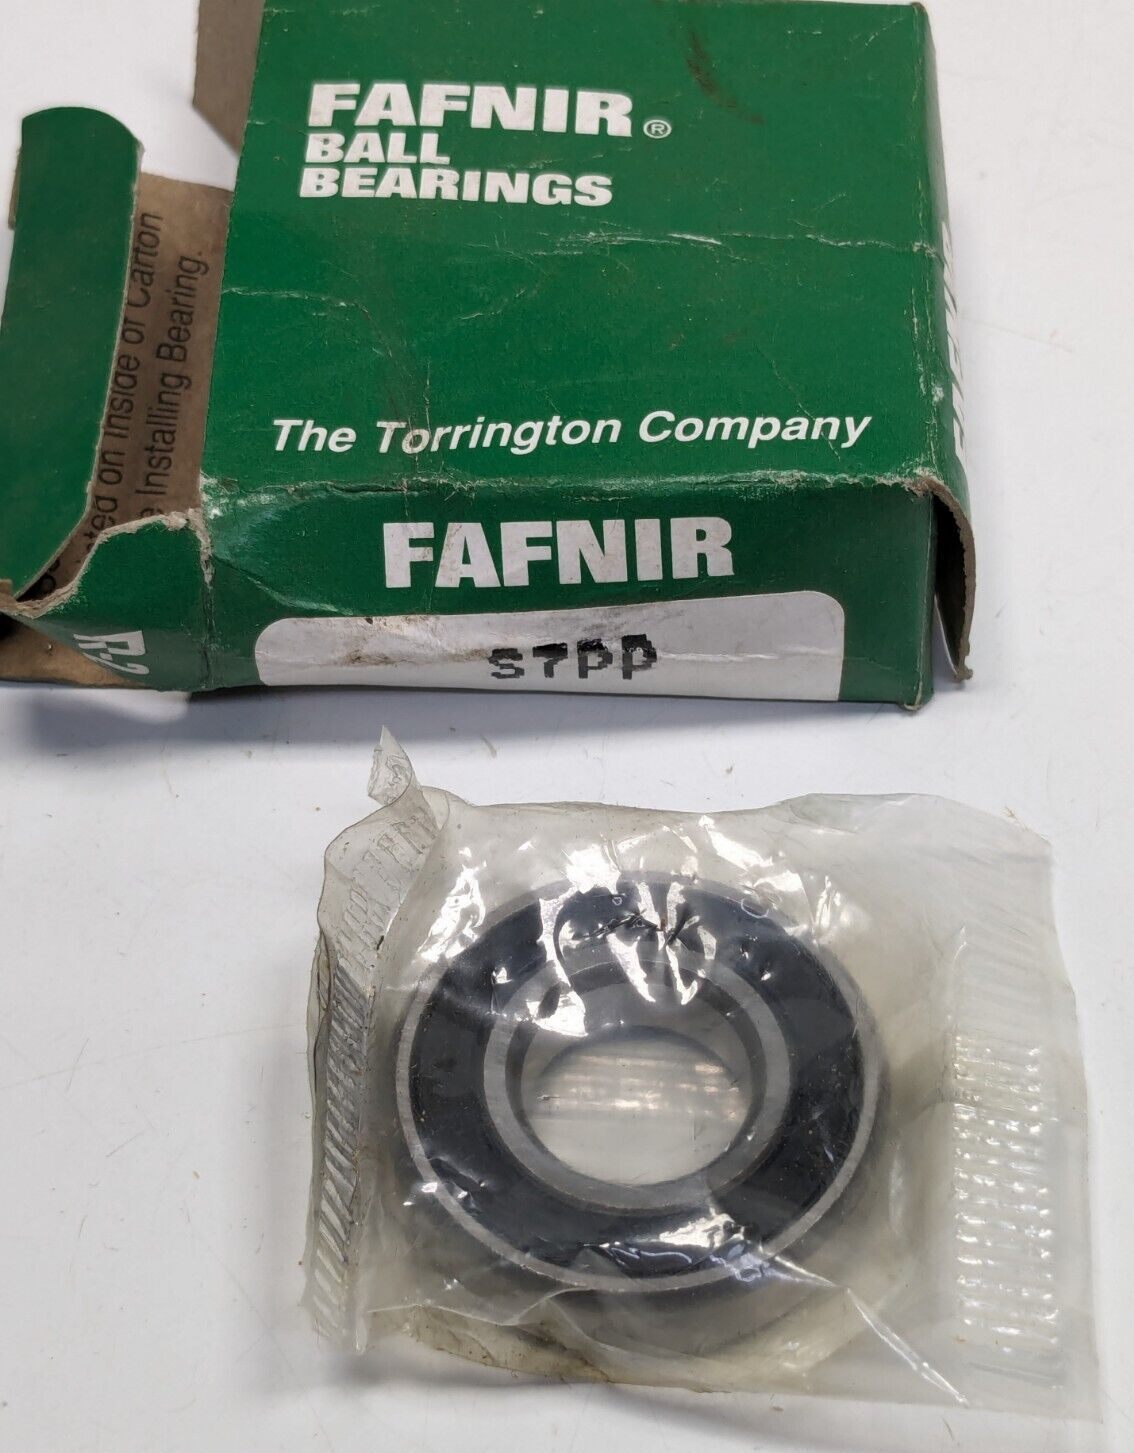 FAFNIR®
BALL
BEARINGS
on Inside of Carton
Installing Bearing.
The Torrington Company
FAFNIR
S7PP